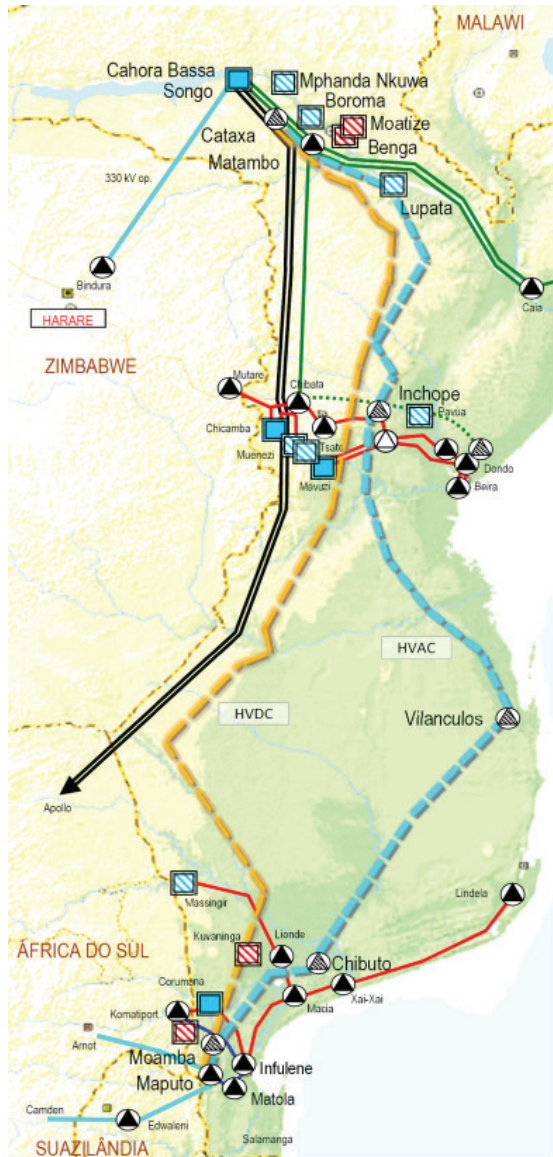 MALAWI
Cahora Bassa
Songo
Mphanda Nkuwa
Boroma
Moatize
Benga
Cataxa
Matambo
330 kV op.
Lupata
Bindura
Caia
HARARE
ZIMBABWE
Mutare
Chibata
Inchope
Pavua
Chicamba
Muenezi
Mavuzi
Dondo
Beira
HVAC
HVDC
Vilanculos
Apollo
Massingir
Lindela
Lionde
Kuvaninga
ÁFRICA DO SUL
Chibuto
Corumana
Xai-Xai
Macia
Komatiport
Arnot
Moamba
Infulene
Maputo
Matola
Camden
Edwaleni
Salamanga
SUAZILÂNDIA